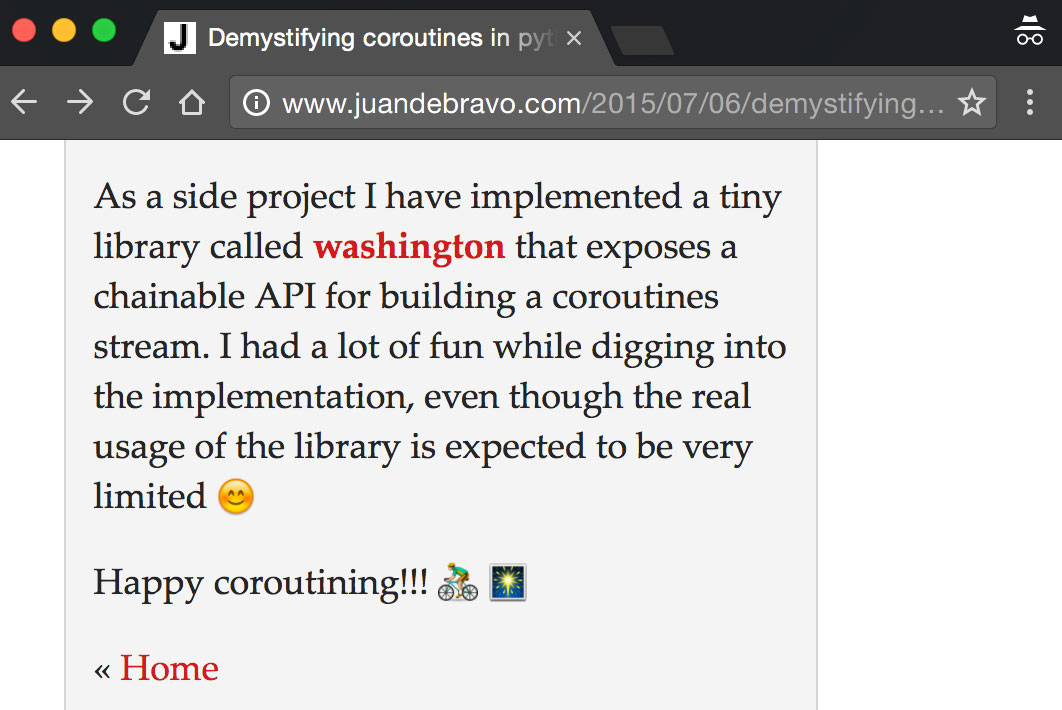 J Demystifying coroutines in pyt
www.juandebravo.com/2015/07/06/demystifying...
As a side project I have implemented a tiny
library called washington that exposes a
chainable API for building a coroutines
stream. I had a lot of fun while digging into
the implementation, even though the real
usage of the library is expected to be very
limited 😊
Happy coroutining!!! 🚴 🎇
« Home